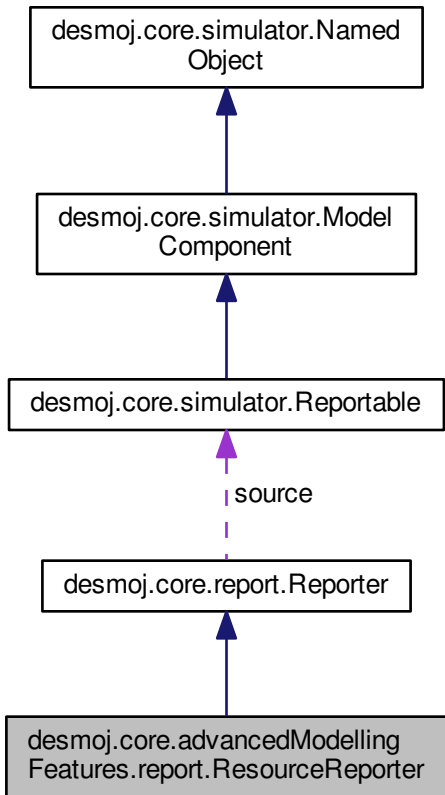 desmoj.core.simulator.Named
Object
desmoj.core.simulator.Model
Component
desmoj.core.simulator.Reportable
source
desmoj.core.report.Reporter
desmoj.core.advancedModelling
Features.report.ResourceReporter